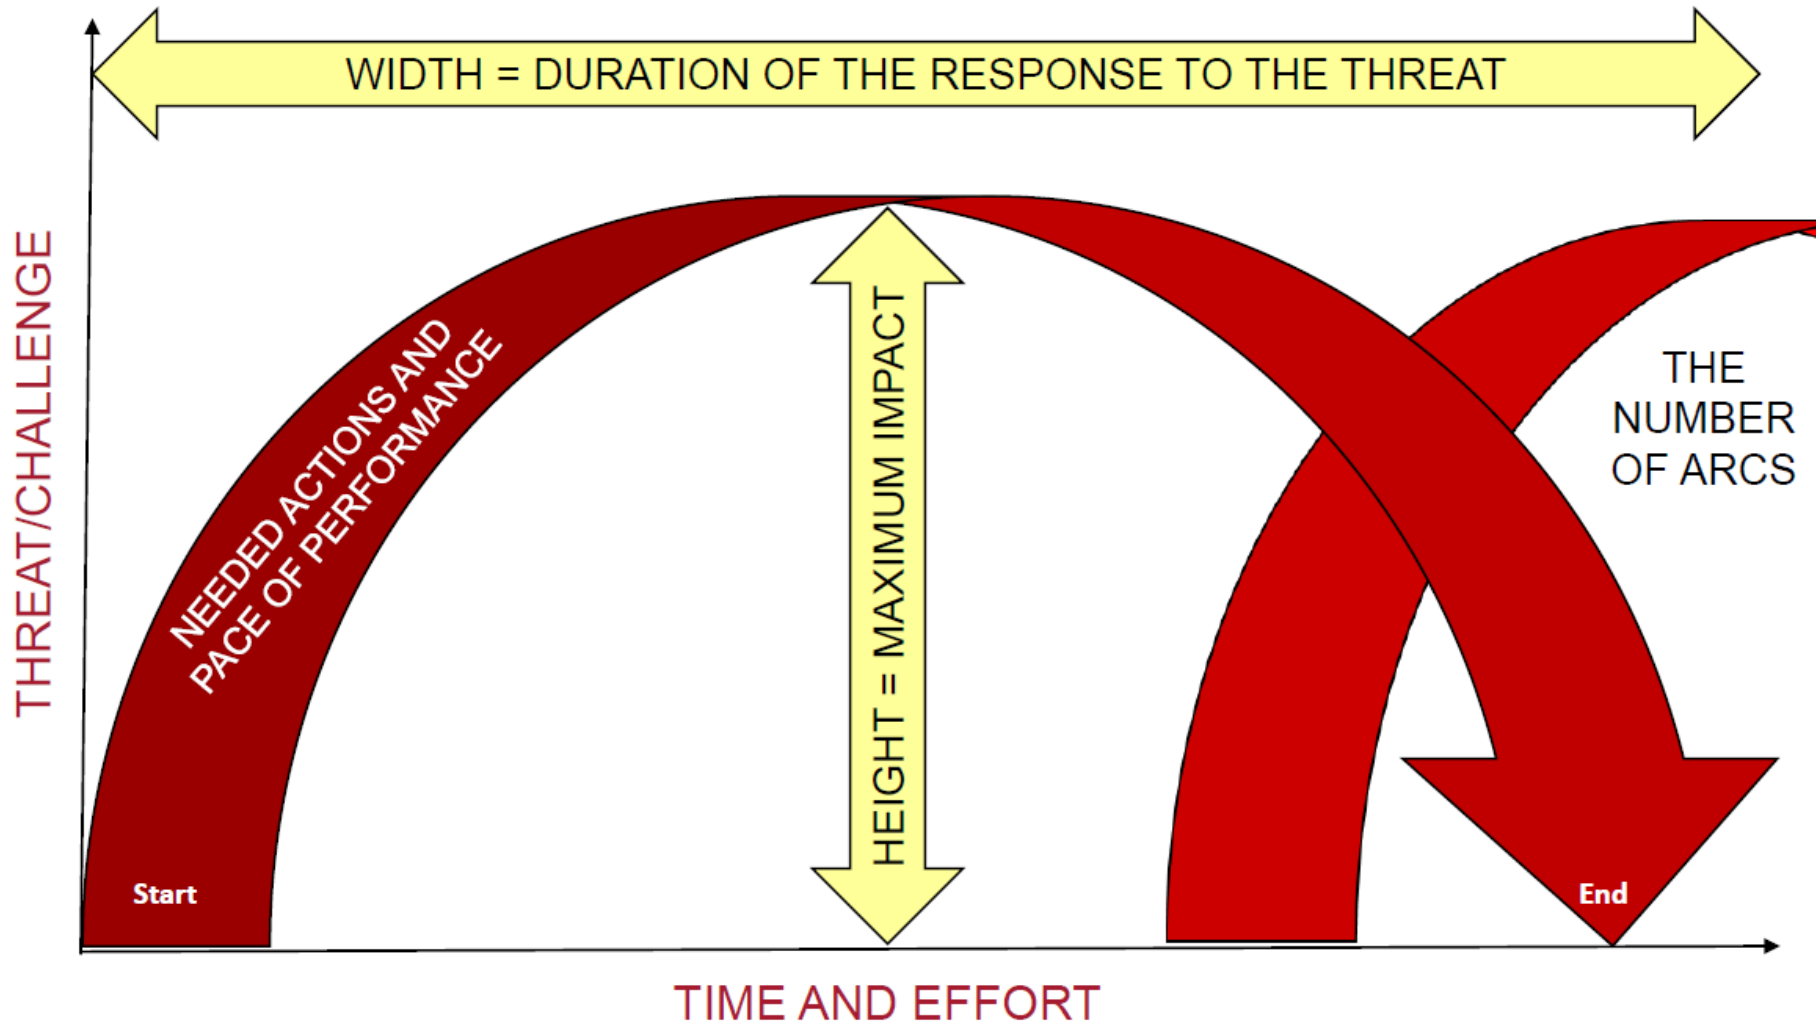 WIDTH = DURATION OF THE RESPONSE TO THE THREAT
THREAT/CHALLENGE
NEEDED ACTIONS AND
PACE OF PERFORMANCE
HEIGHT = MAXIMUM IMPACT
THE
NUMBER
OF ARCS
Start
End
TIME AND EFFORT